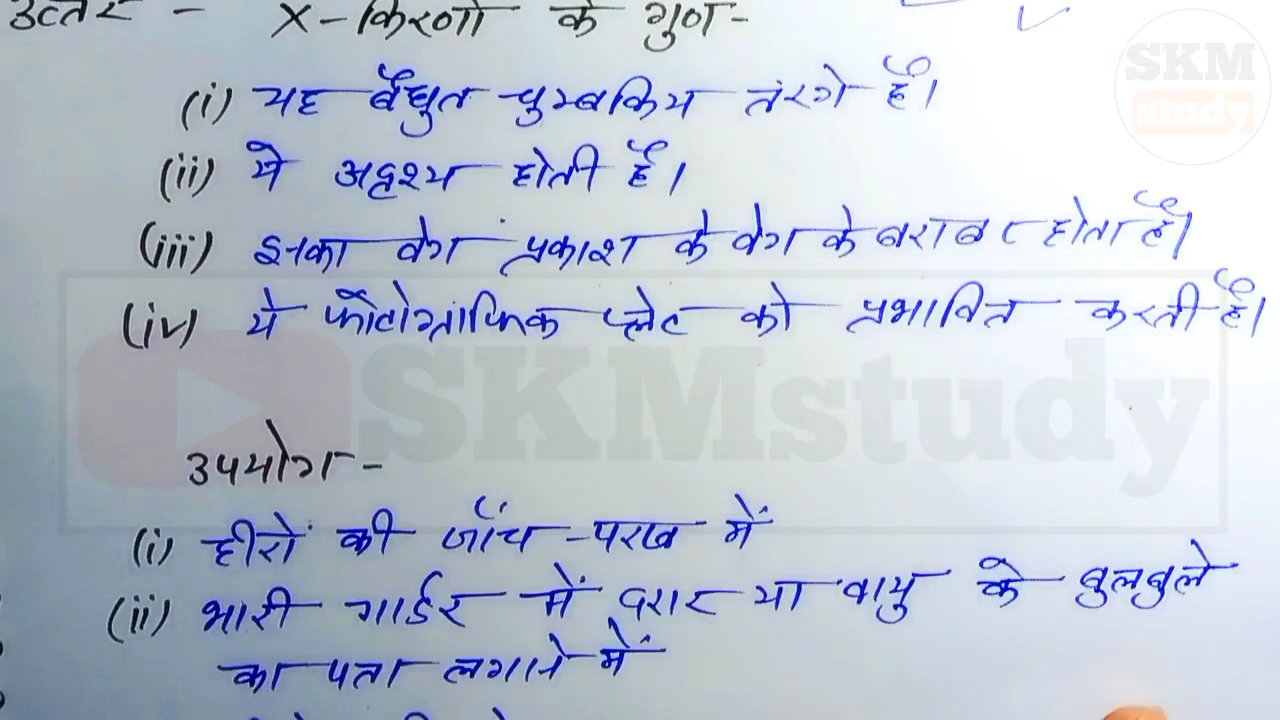 उत्तर - X-किरणो के गुण-
(i) यह वैधुत चुम्बकिय तंरगे है।
(ii) ये अदृश्य होती है।
(iii) इनका वेग प्रकाश के वेग के बराबर होता है।
(iv) ये फोटोग्राफिक प्लेट को प्रभावित करती है।
उपयोग -
(i) हीरों की जाँच-परख में
(ii) भारी गार्डर में दरार या वायु के बुलबुले
का पता लगाने में
SKM
study
SKMstudy